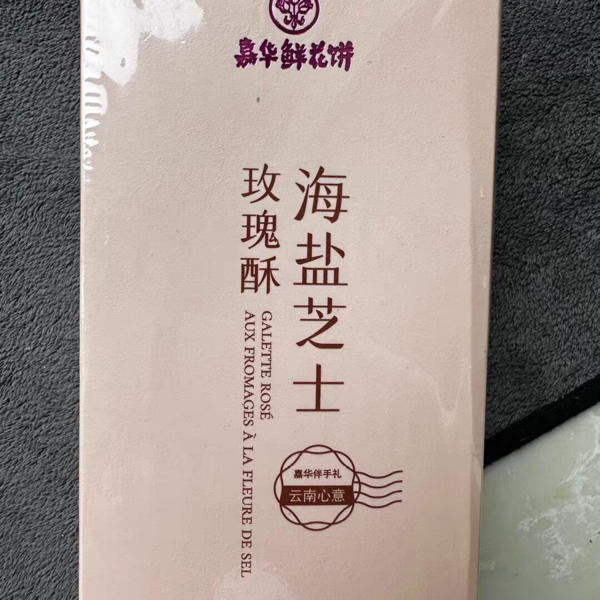 嘉华鲜花饼
海盐芝士
玫瑰酥
GALETTE ROSÉ
AUX FROMAGES À LA FLEURE DE SEL
嘉华伴手礼
云南心意